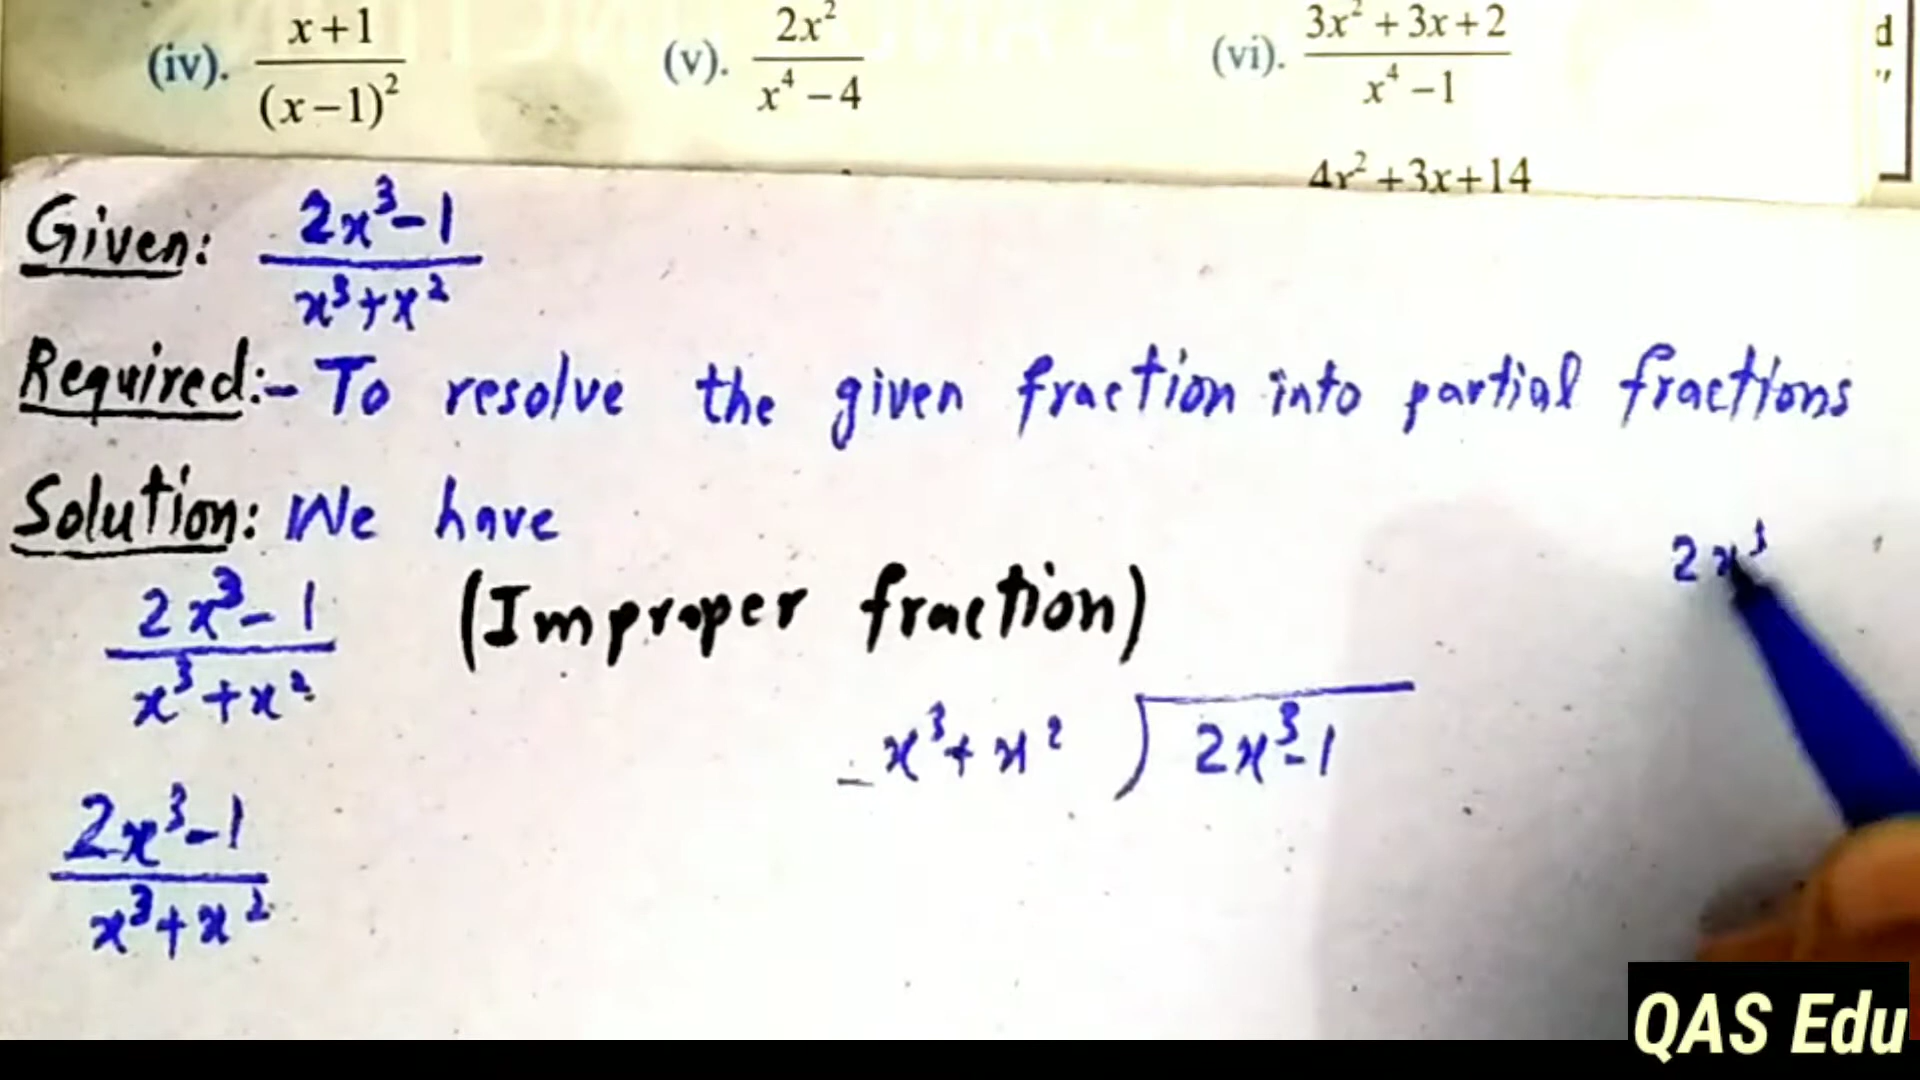 (iv). x+1 / (x-1)² (v). 2x² / x⁴-4 (vi). 3x²+3x+2 / x⁴-1
d
"
4x²+3x+14
Given: 2x³-1 / x³+x²
Required:- To resolve the given fraction into partial fractions
Solution: We have
2x³-1 / x³+x² (Improper fraction)
2x³
x³+x² ) 2x³-1
2x³-1 / x³+x²
QAS Edu